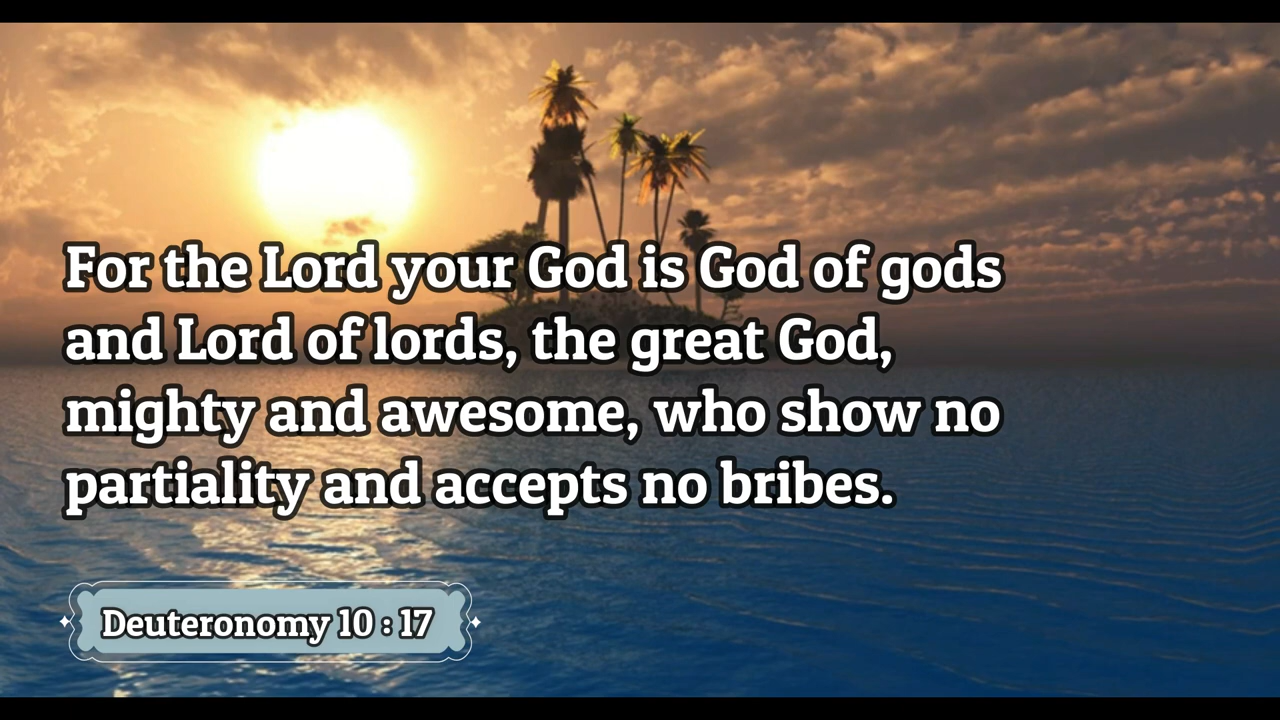 For the Lord your God is God of gods
and Lord of lords, the great God,
mighty and awesome, who show no
partiality and accepts no bribes.
Deuteronomy 10 : 17